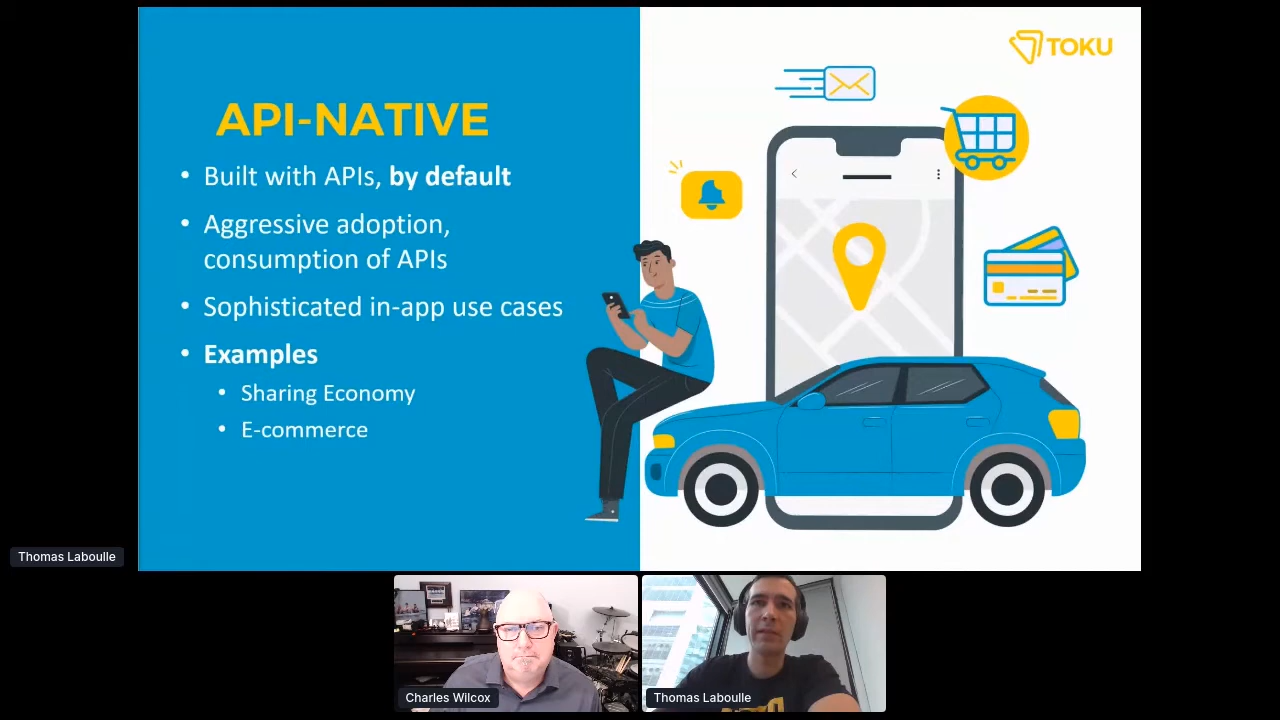 TOKU
API-NATIVE
• Built with APIs, by default
• Aggressive adoption,
consumption of APIs
• Sophisticated in-app use cases
• Examples
• Sharing Economy
• E-commerce
Thomas Laboulle
Charles Wilcox
Thomas Laboulle